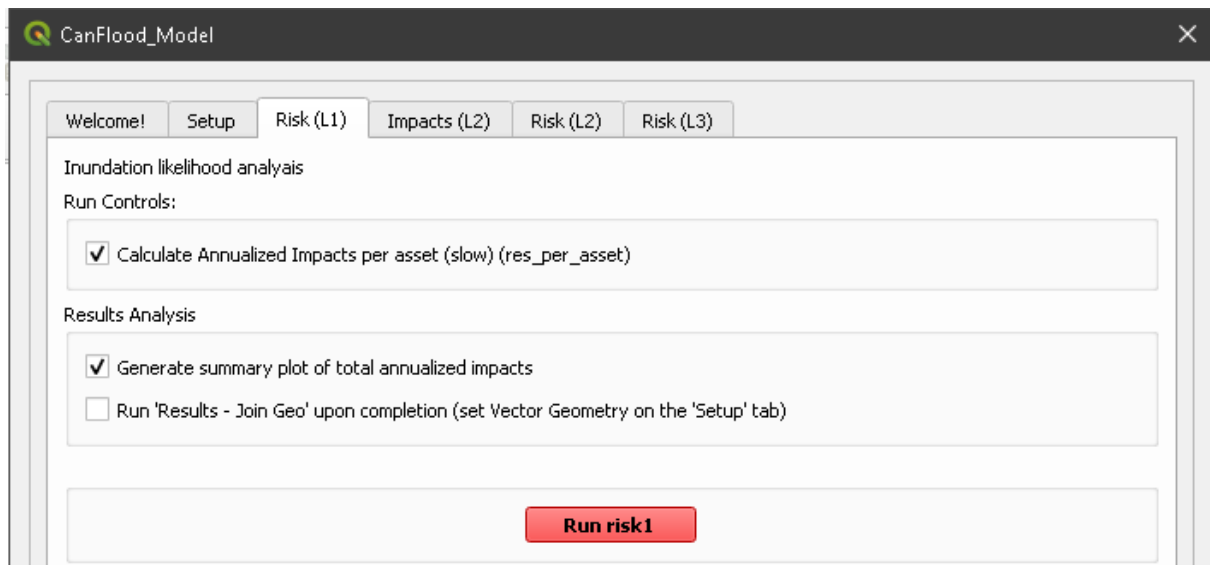 CanFlood_Model
Welcome! Setup Risk (L1) Impacts (L2) Risk (L2) Risk (L3)
Inundation likelihood analyais
Run Controls:
Calculate Annualized Impacts per asset (slow) (res_per_asset)
Results Analysis
Generate summary plot of total annualized impacts
Run 'Results - Join Geo' upon completion (set Vector Geometry on the 'Setup' tab)
Run risk1